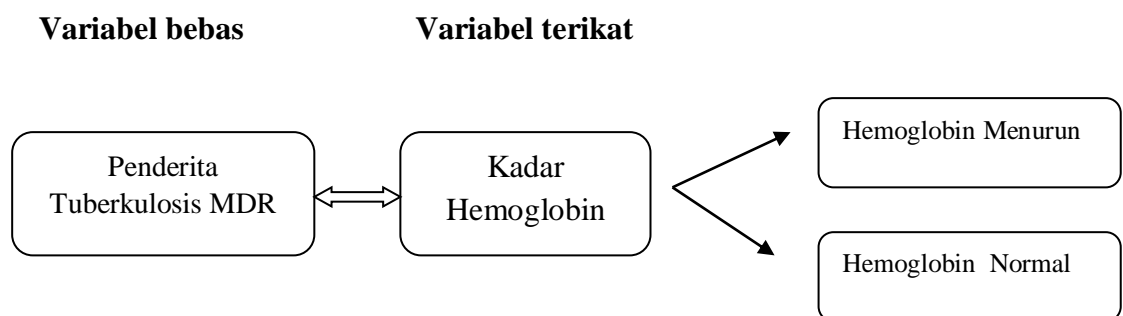 Variabel bebas
Variabel terikat
Penderita
Tuberkulosis MDR
Kadar
Hemoglobin
Hemoglobin Menurun
Hemoglobin Normal